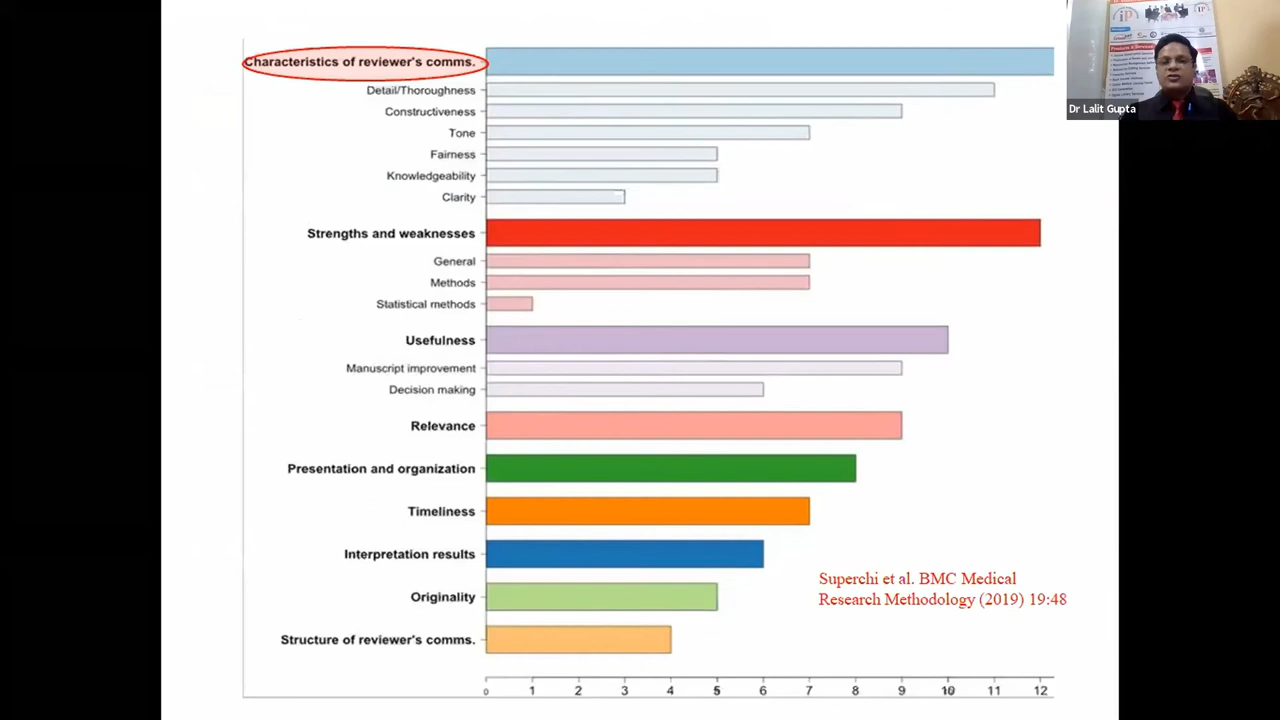 Characteristics of reviewer's comms.
Detail/Thoroughness
Constructiveness
Tone
Fairness
Knowledgeability
Clarity
Strengths and weaknesses
General
Methods
Statistical methods
Usefulness
Manuscript improvement
Decision making
Relevance
Presentation and organization
Timeliness
Interpretation results
Originality
Structure of reviewer's comms.
0 1 2 3 4 5 6 7 8 9 10 11 12
Superchi et al. BMC Medical
Research Methodology (2019) 19:48
Dr Lalit Gupta
iP